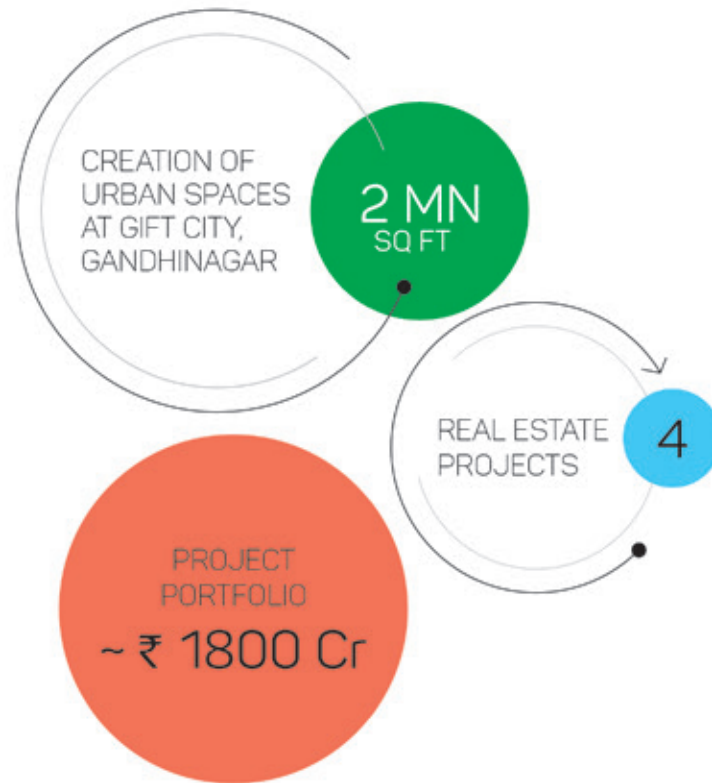 CREATION OF
URBAN SPACES
AT GIFT CITY,
GANDHINAGAR
2 MN
SQ FT
REAL ESTATE
PROJECTS
4
PROJECT
PORTFOLIO
~ ₹ 1800 Cr